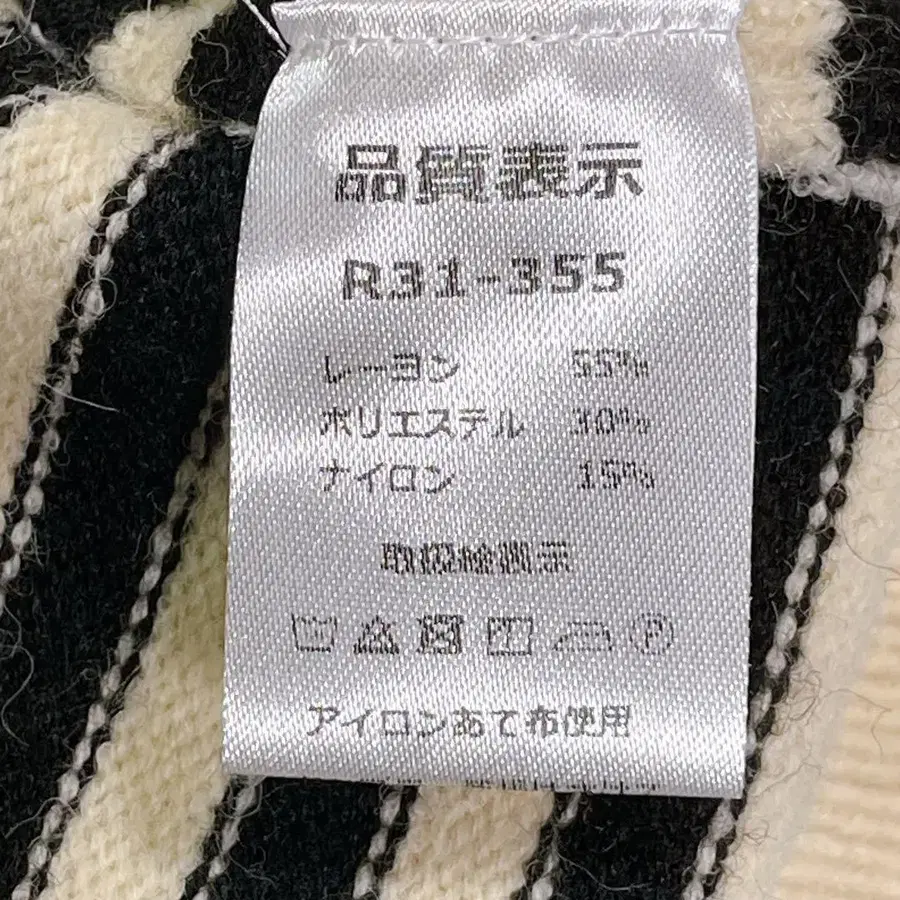 品質表示
R31-355
レーヨン 55%
ポリエステル 30%
ナイロン 15%
取扱絵表示
P
アイロンあて布使用